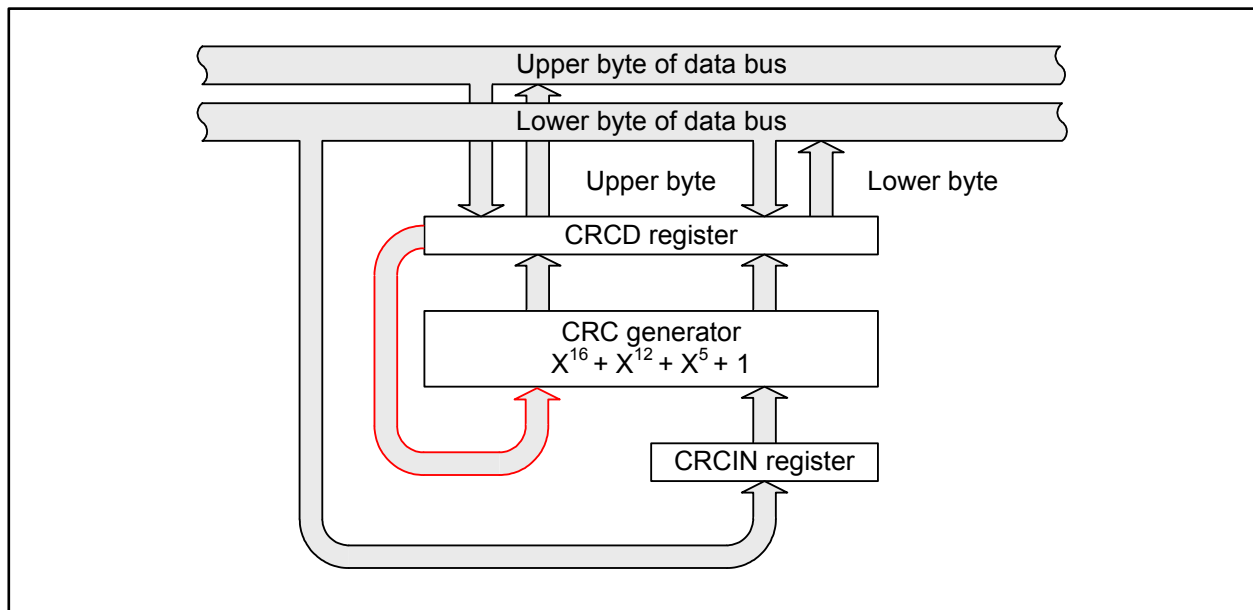 Upper byte of data bus
Lower byte of data bus
Upper byte
Lower byte
CRCD register
CRC generator
X¹⁶ + X¹² + X⁵ + 1
CRCIN register